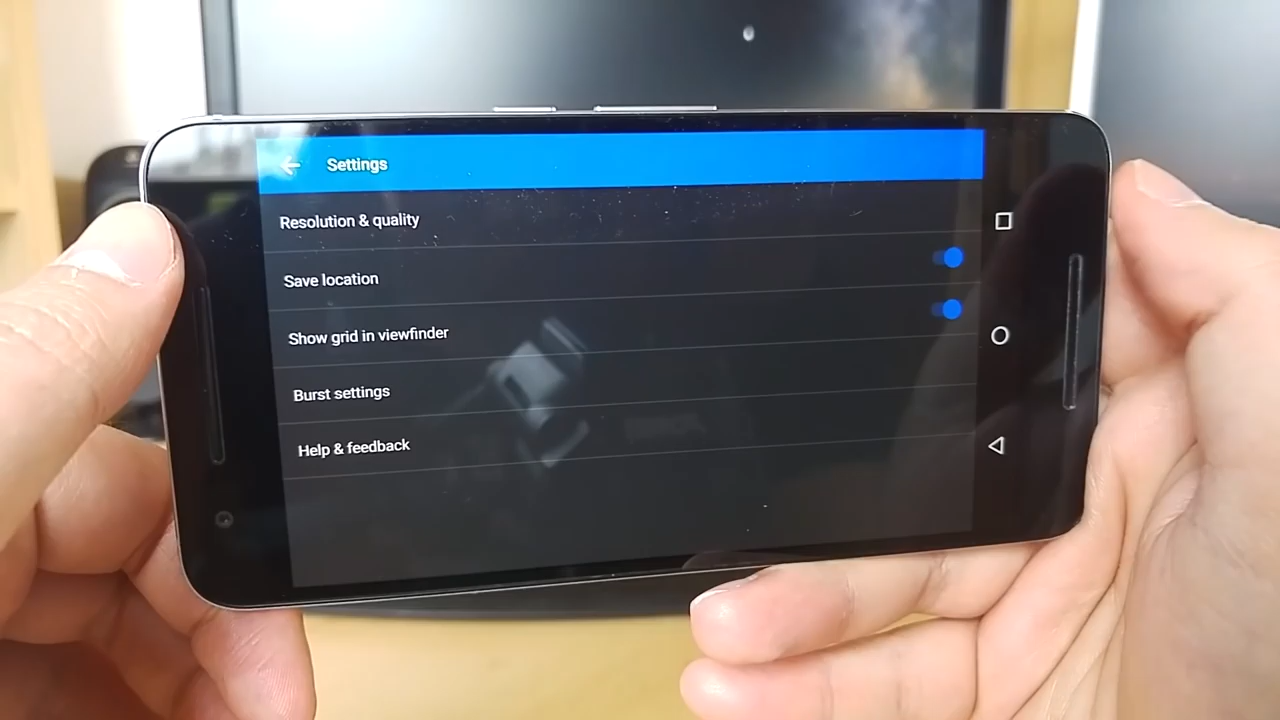 Settings
Resolution & quality
Save location
Show grid in viewfinder
Burst settings
Help & feedback